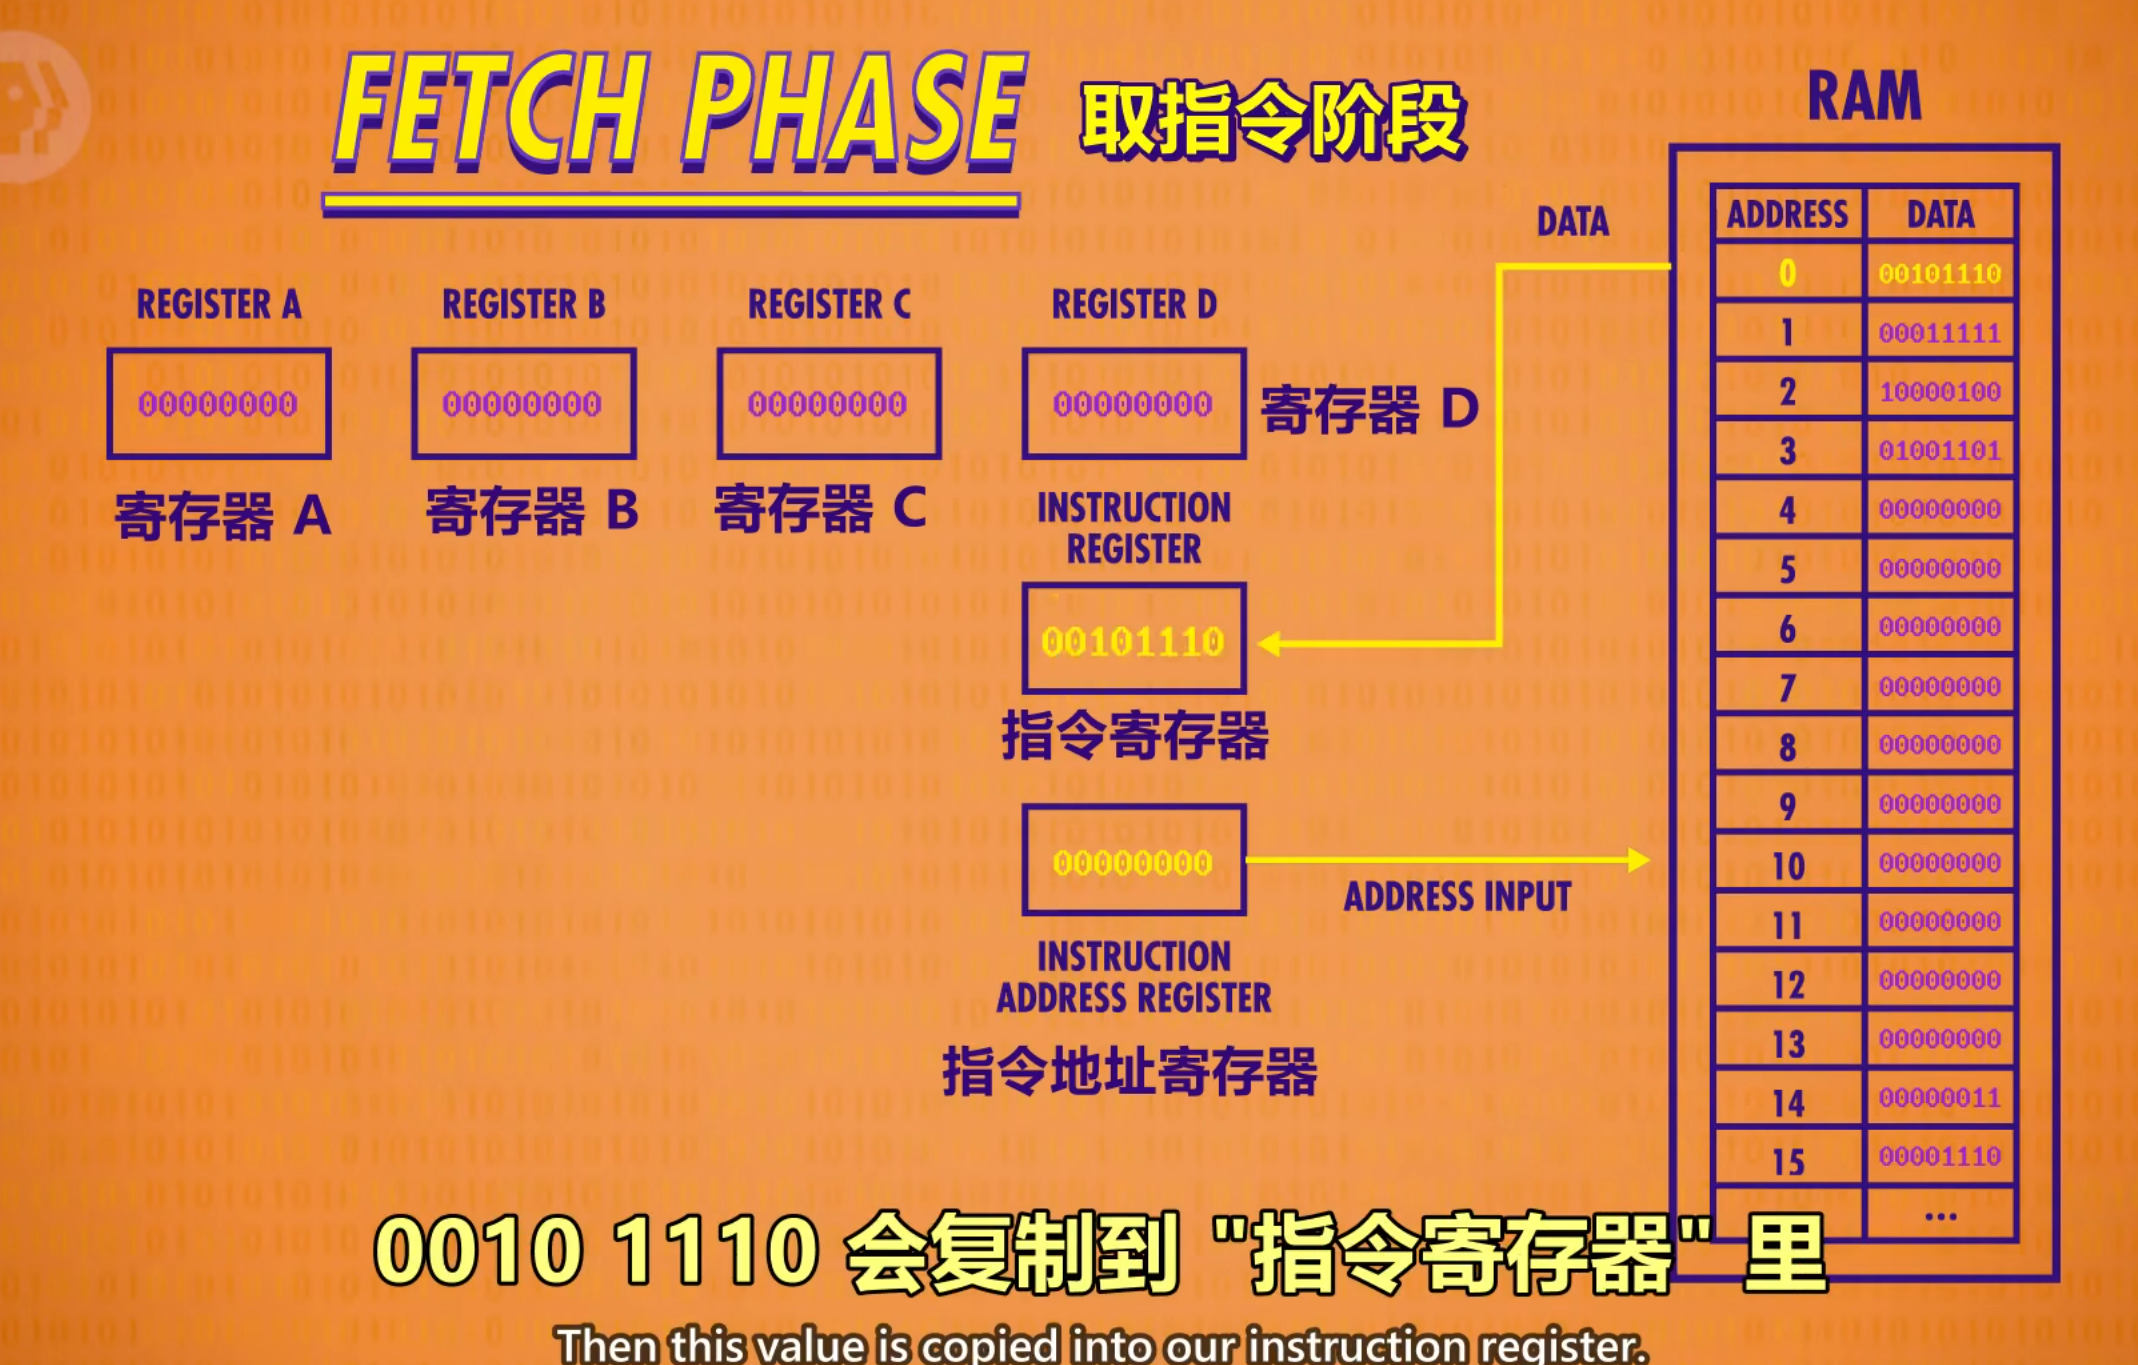 FETCH PHASE 取指令阶段
RAM
DATA
ADDRESS DATA
0 00101110
1 00011111
2 10000100
3 01001101
4 00000000
5 00000000
6 00000000
7 00000000
8 00000000
9 00000000
10 00000000
11 00000000
12 00000000
13 00000000
14 00000011
15 00001110
...
REGISTER A
00000000
寄存器 A
REGISTER B
00000000
寄存器 B
REGISTER C
00000000
寄存器 C
REGISTER D
00000000
寄存器 D
INSTRUCTION
REGISTER
00101110
指令寄存器
00000000
ADDRESS INPUT
INSTRUCTION
ADDRESS REGISTER
指令地址寄存器
0010 1110 会复制到 "指令寄存器" 里
Then this value is copied into our instruction register.